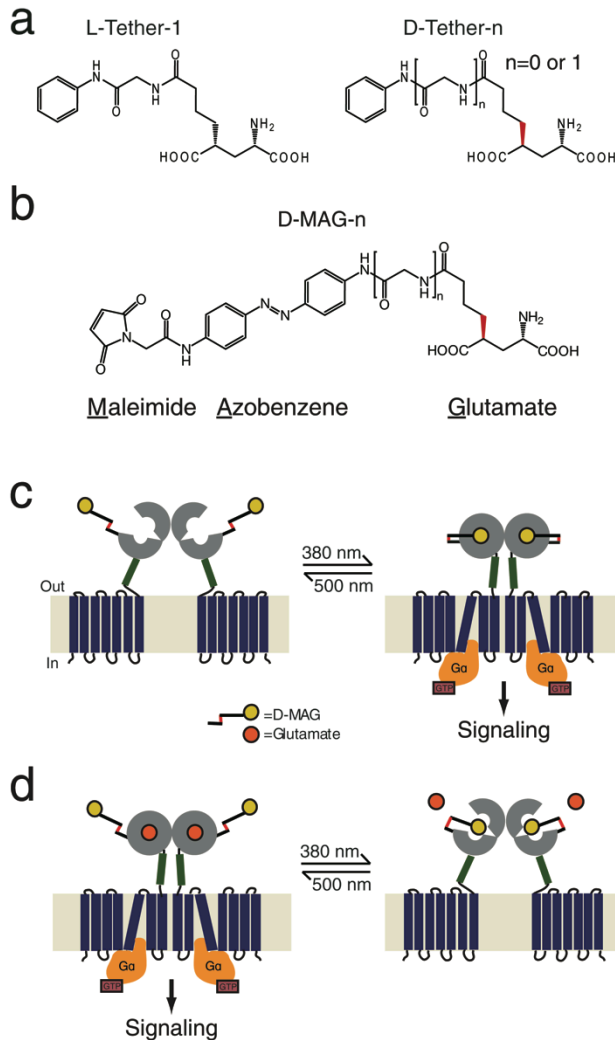 a
L-Tether-1
D-Tether-n
n=0 or 1
H
N
O
N
H
O
HOOC
NH2
COOH
H
N
O
N
H
n
O
HOOC
NH2
COOH
b
D-MAG-n
O
N
O
O
N
H
N
N
H
N
O
N
H
n
O
HOOC
NH2
COOH
Maleimide Azobenzene Glutamate
c
380 nm
500 nm
Out
In
Gα
GTP
Gα
GTP
Signaling
=D-MAG
=Glutamate
d
380 nm
500 nm
Gα
GTP
Gα
GTP
Signaling